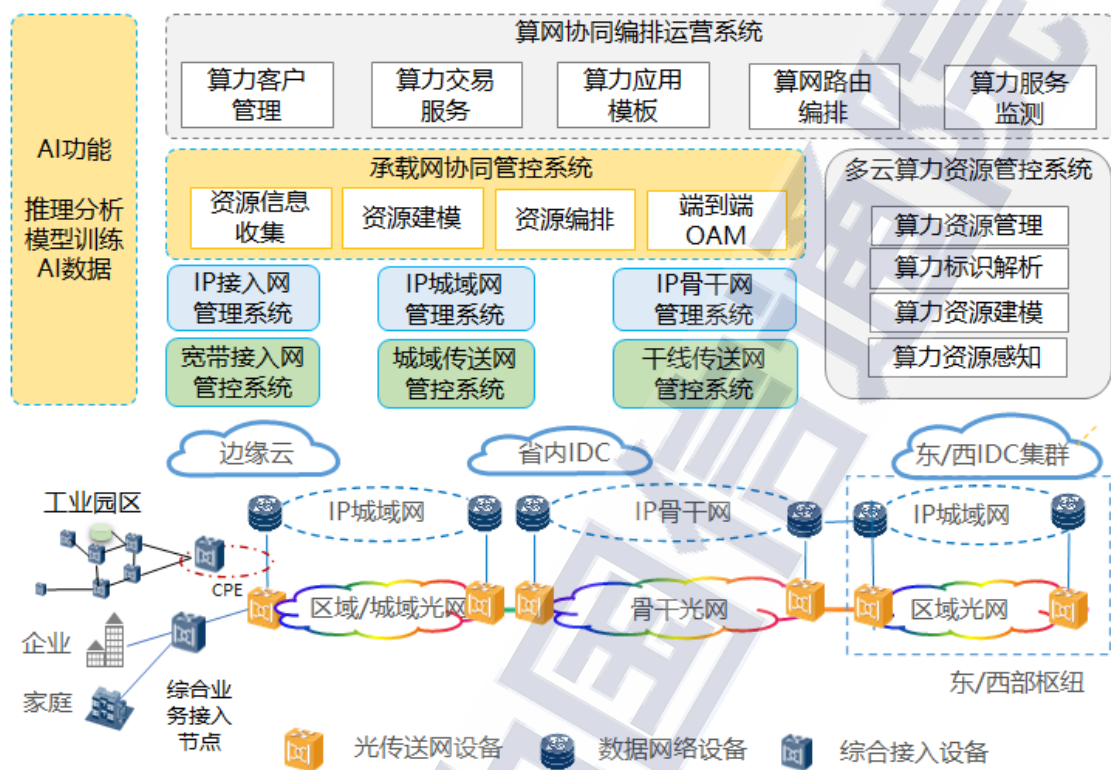 算网协同编排运营系统
算力客户
管理
算力交易
服务
算力应用
模板
算网路由
编排
算力服务
监测
AI功能
推理分析
模型训练
AI数据
承载网协同管控系统
资源信息
收集
资源建模
资源编排
端到端
OAM
多云算力资源管控系统
算力资源管理
算力标识解析
算力资源建模
算力资源感知
IP接入网
管理系统
IP城域网
管理系统
IP骨干网
管理系统
宽带接入网
管控系统
城域传送网
管控系统
干线传送网
管控系统
边缘云
省内IDC
东/西IDC集群
工业园区
IP城域网
IP骨干网
IP城域网
CPE
区域/城域光网
骨干光网
区域光网
企业
家庭
综合业
务接入
节点
东/西部枢纽
光传送网设备
数据网络设备
综合接入设备